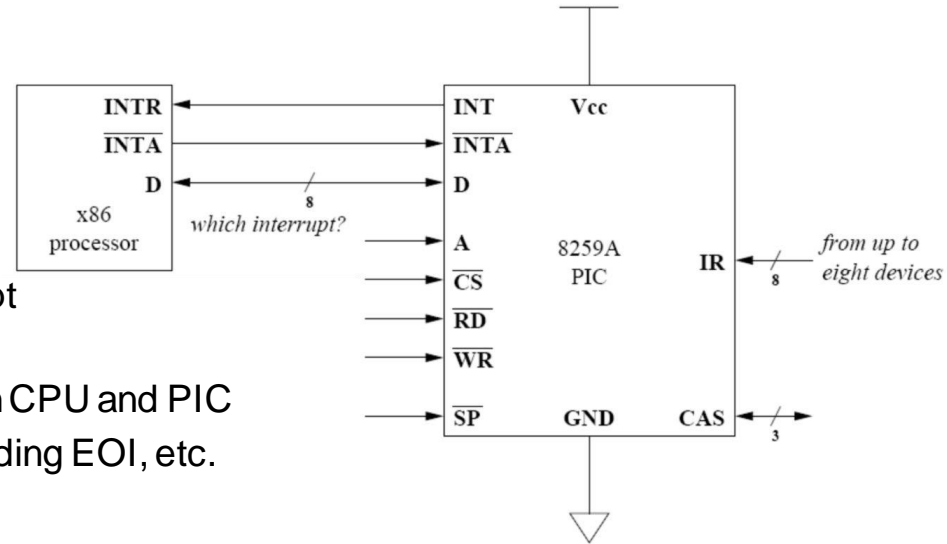 INTR
INTA
D
x86
processor
8
which interrupt?
INT
Vcc
INTA
D
A
CS
RD
WR
SP
8259A
PIC
IR
GND
CAS
8
from up to
eight devices
3
CPU and PIC
EOI, etc.